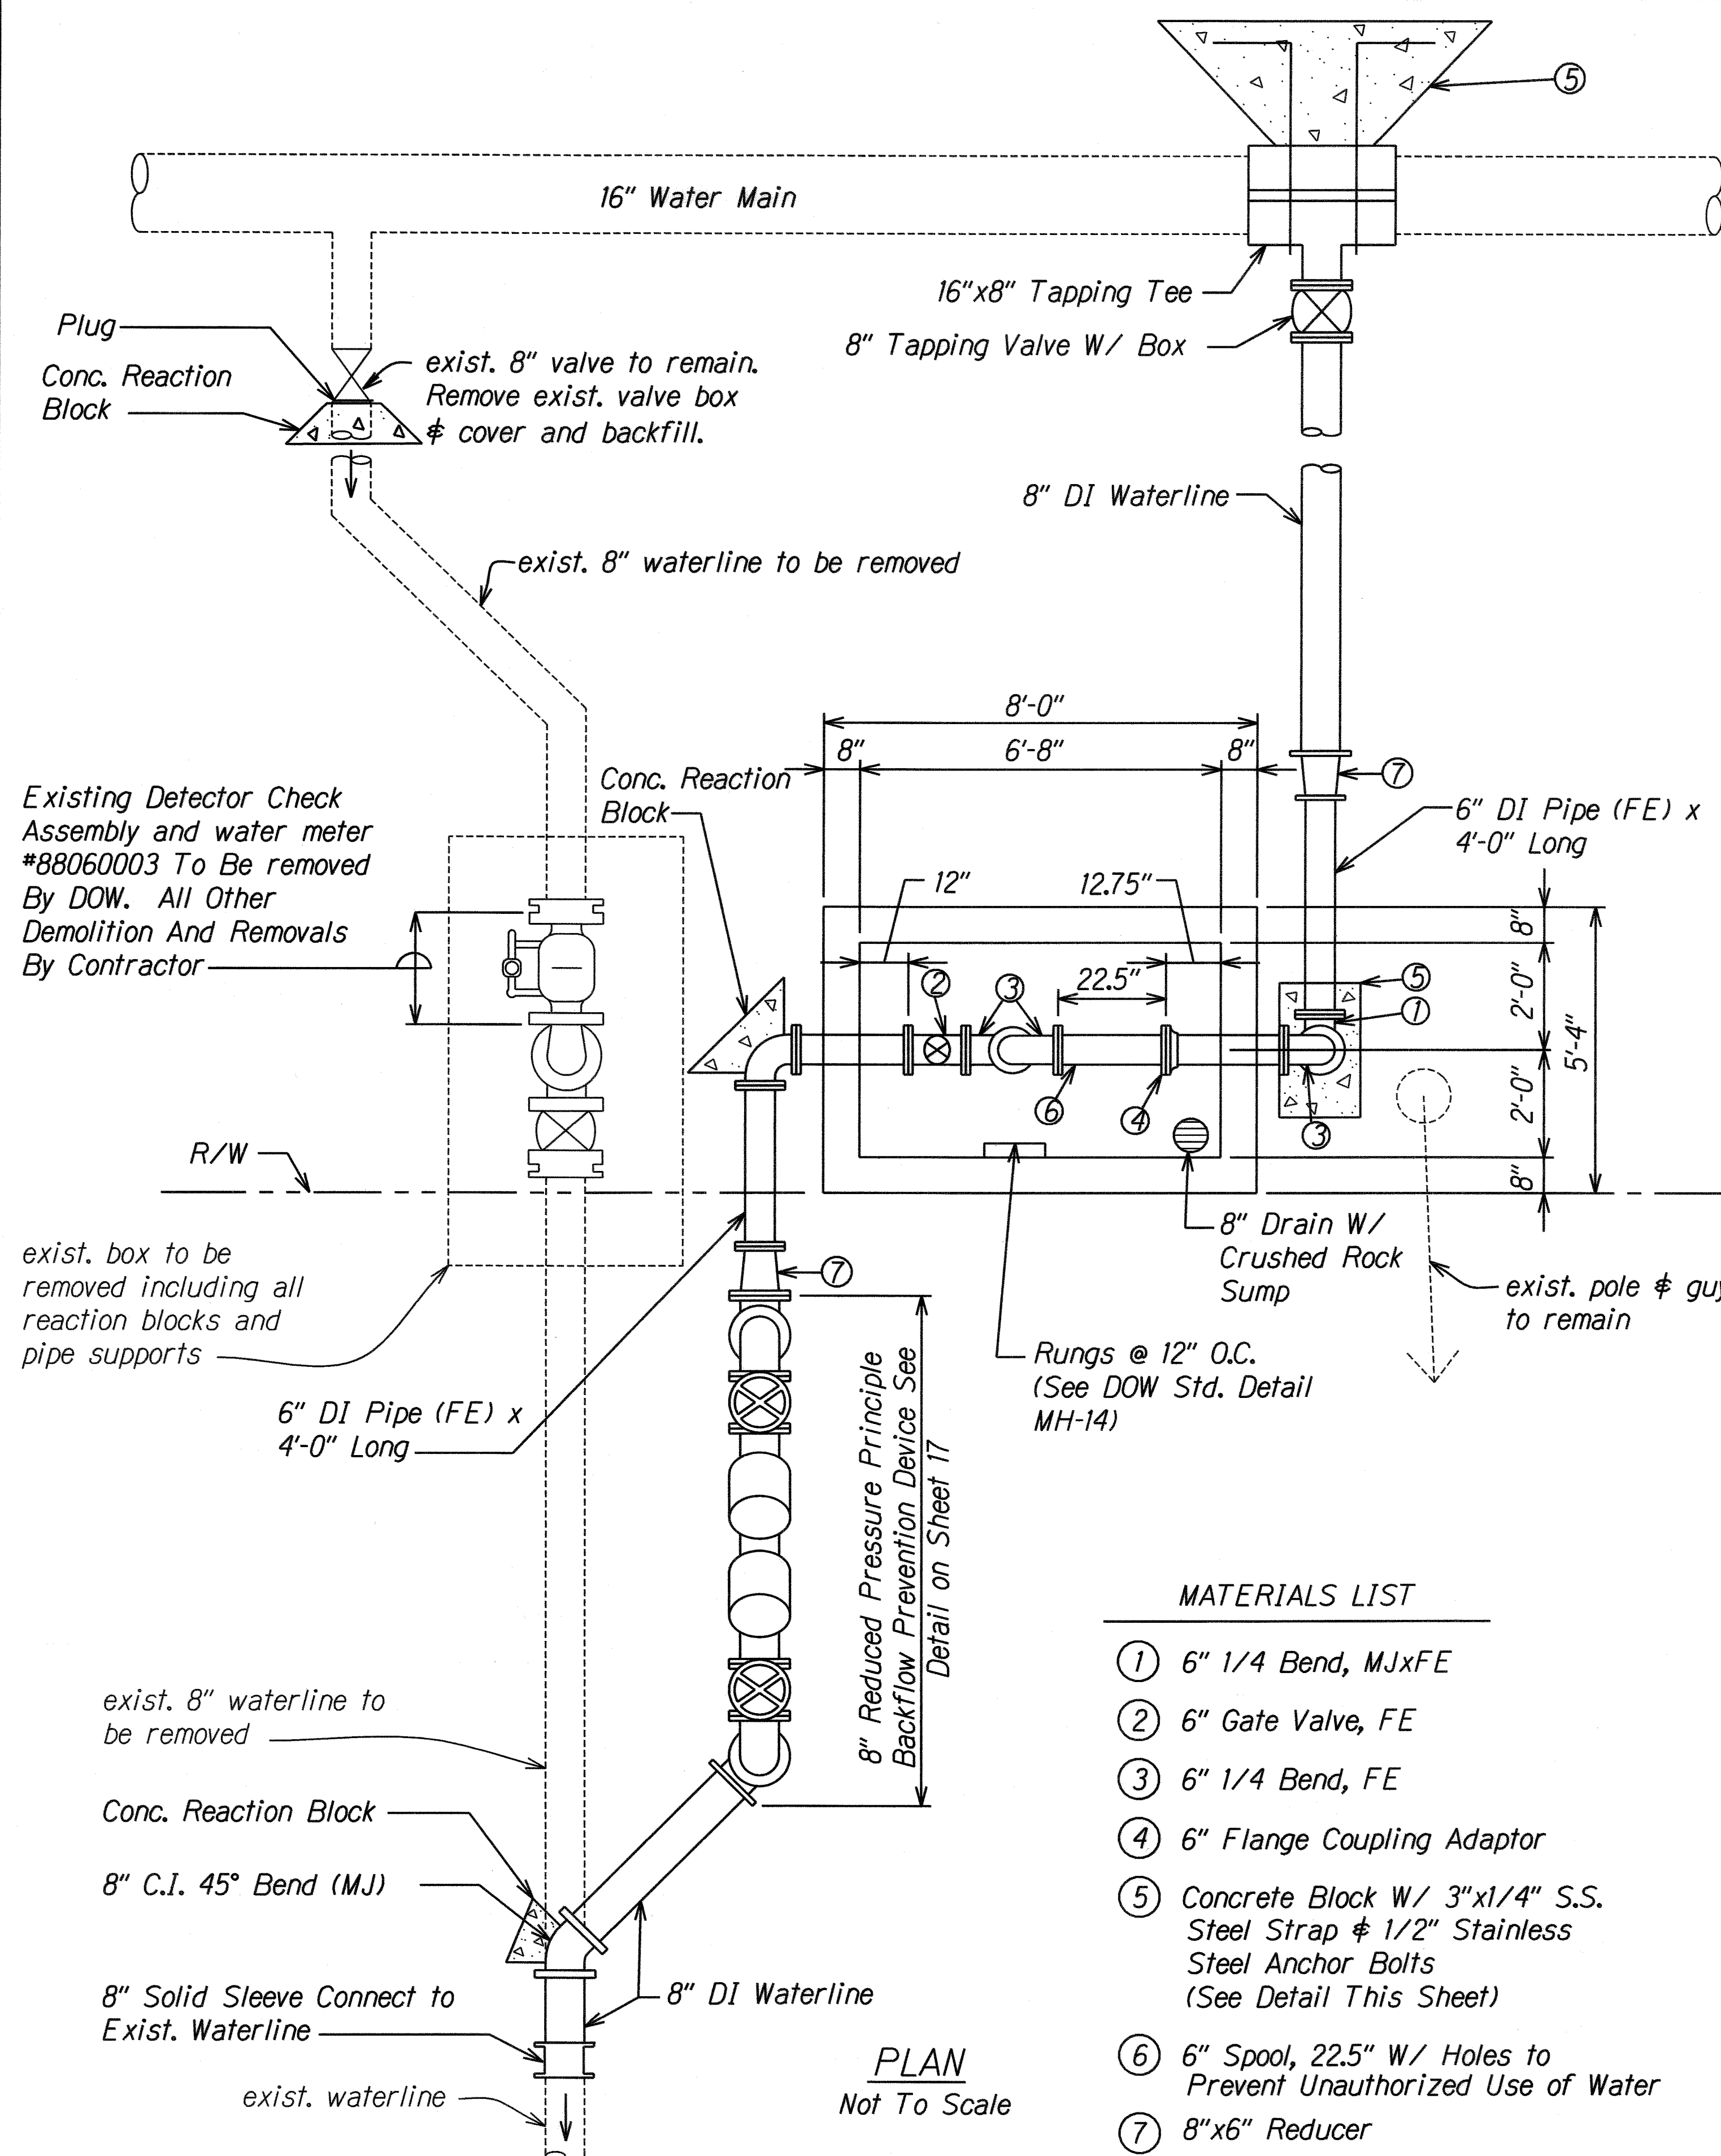 ⑤
16" Water Main
16"x8" Tapping Tee
8" Tapping Valve W/ Box
Plug
Conc. Reaction
Block
exist. 8" valve to remain.
Remove exist. valve box
& cover and backfill.
8" DI Waterline
exist. 8" waterline to be removed
8'-0"
8"
6'-8"
8"
⑦
Conc. Reaction
Block
Existing Detector Check
Assembly and water meter
#88060003 To Be removed
By DOW. All Other
Demolition And Removals
By Contractor
6" DI Pipe (FE) x
4'-0" Long
12"
12.75"
8"
②
③
22.5"
⑤
①
2'-0"
5'-4"
2'-0"
8"
⑥
④
③
R/W
8" Drain W/
Crushed Rock
Sump
exist. box to be
removed including all
reaction blocks and
pipe supports
⑦
exist. pole & guy
to remain
Rungs @ 12" O.C.
(See DOW Std. Detail
MH-14)
6" DI Pipe (FE) x
4'-0" Long
8" Reduced Pressure Principle
Backflow Prevention Device See
Detail on Sheet 17
exist. 8" waterline to
be removed
Conc. Reaction Block
8" C.I. 45° Bend (MJ)
8" Solid Sleeve Connect to
Exist. Waterline
8" DI Waterline
exist. waterline
PLAN
Not To Scale
MATERIALS LIST
① 6" 1/4 Bend, MJxFE
② 6" Gate Valve, FE
③ 6" 1/4 Bend, FE
④ 6" Flange Coupling Adaptor
⑤ Concrete Block W/ 3"x1/4" S.S.
Steel Strap & 1/2" Stainless
Steel Anchor Bolts
(See Detail This Sheet)
⑥ 6" Spool, 22.5" W/ Holes to
Prevent Unauthorized Use of Water
⑦ 8"x6" Reducer